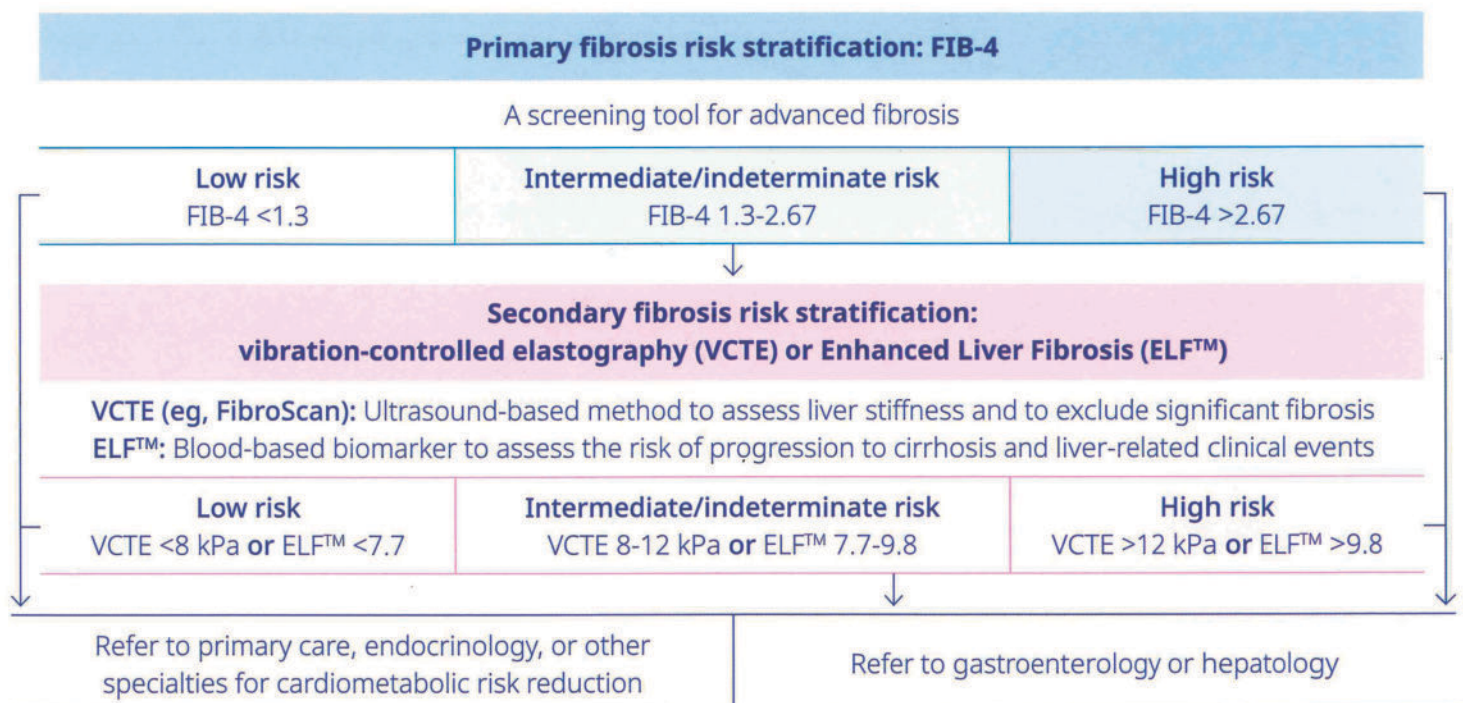 Primary fibrosis risk stratification: FIB-4
A screening tool for advanced fibrosis
Low risk
FIB-4 <1.3
Intermediate/indeterminate risk
FIB-4 1.3-2.67
High risk
FIB-4 >2.67
Secondary fibrosis risk stratification:
vibration-controlled elastography (VCTE) or Enhanced Liver Fibrosis (ELF™)
VCTE (eg, FibroScan): Ultrasound-based method to assess liver stiffness and to exclude significant fibrosis
ELF™: Blood-based biomarker to assess the risk of progression to cirrhosis and liver-related clinical events
Low risk
VCTE <8 kPa or ELF™ <7.7
Intermediate/indeterminate risk
VCTE 8-12 kPa or ELF™ 7.7-9.8
High risk
VCTE >12 kPa or ELF™ >9.8
Refer to primary care, endocrinology, or other
specialties for cardiometabolic risk reduction
Refer to gastroenterology or hepatology